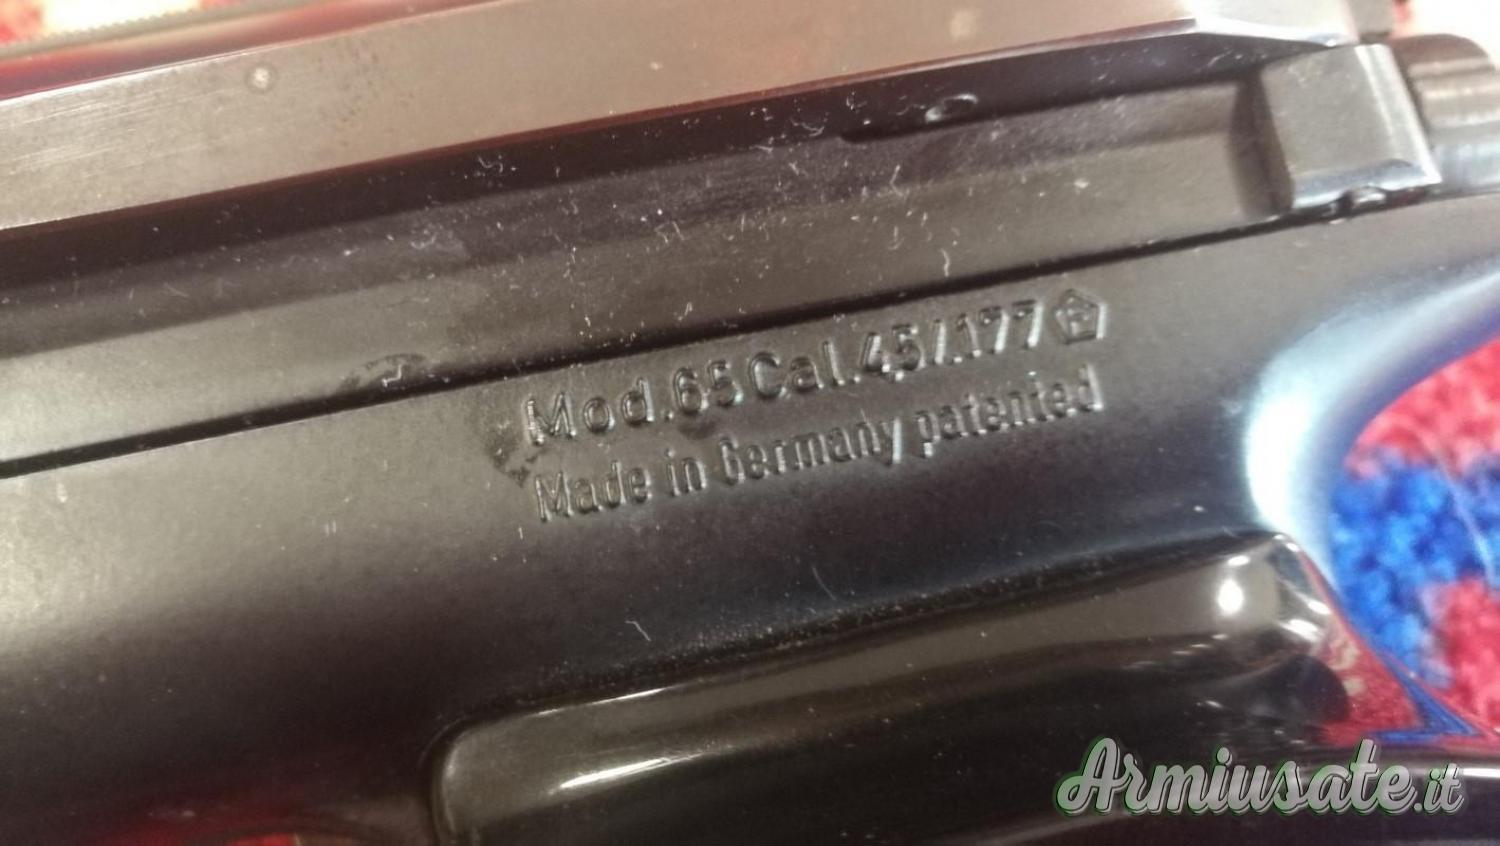 Mod.65 Cal.4,5/.177 F
Made in Germany patented
Armiusate.it